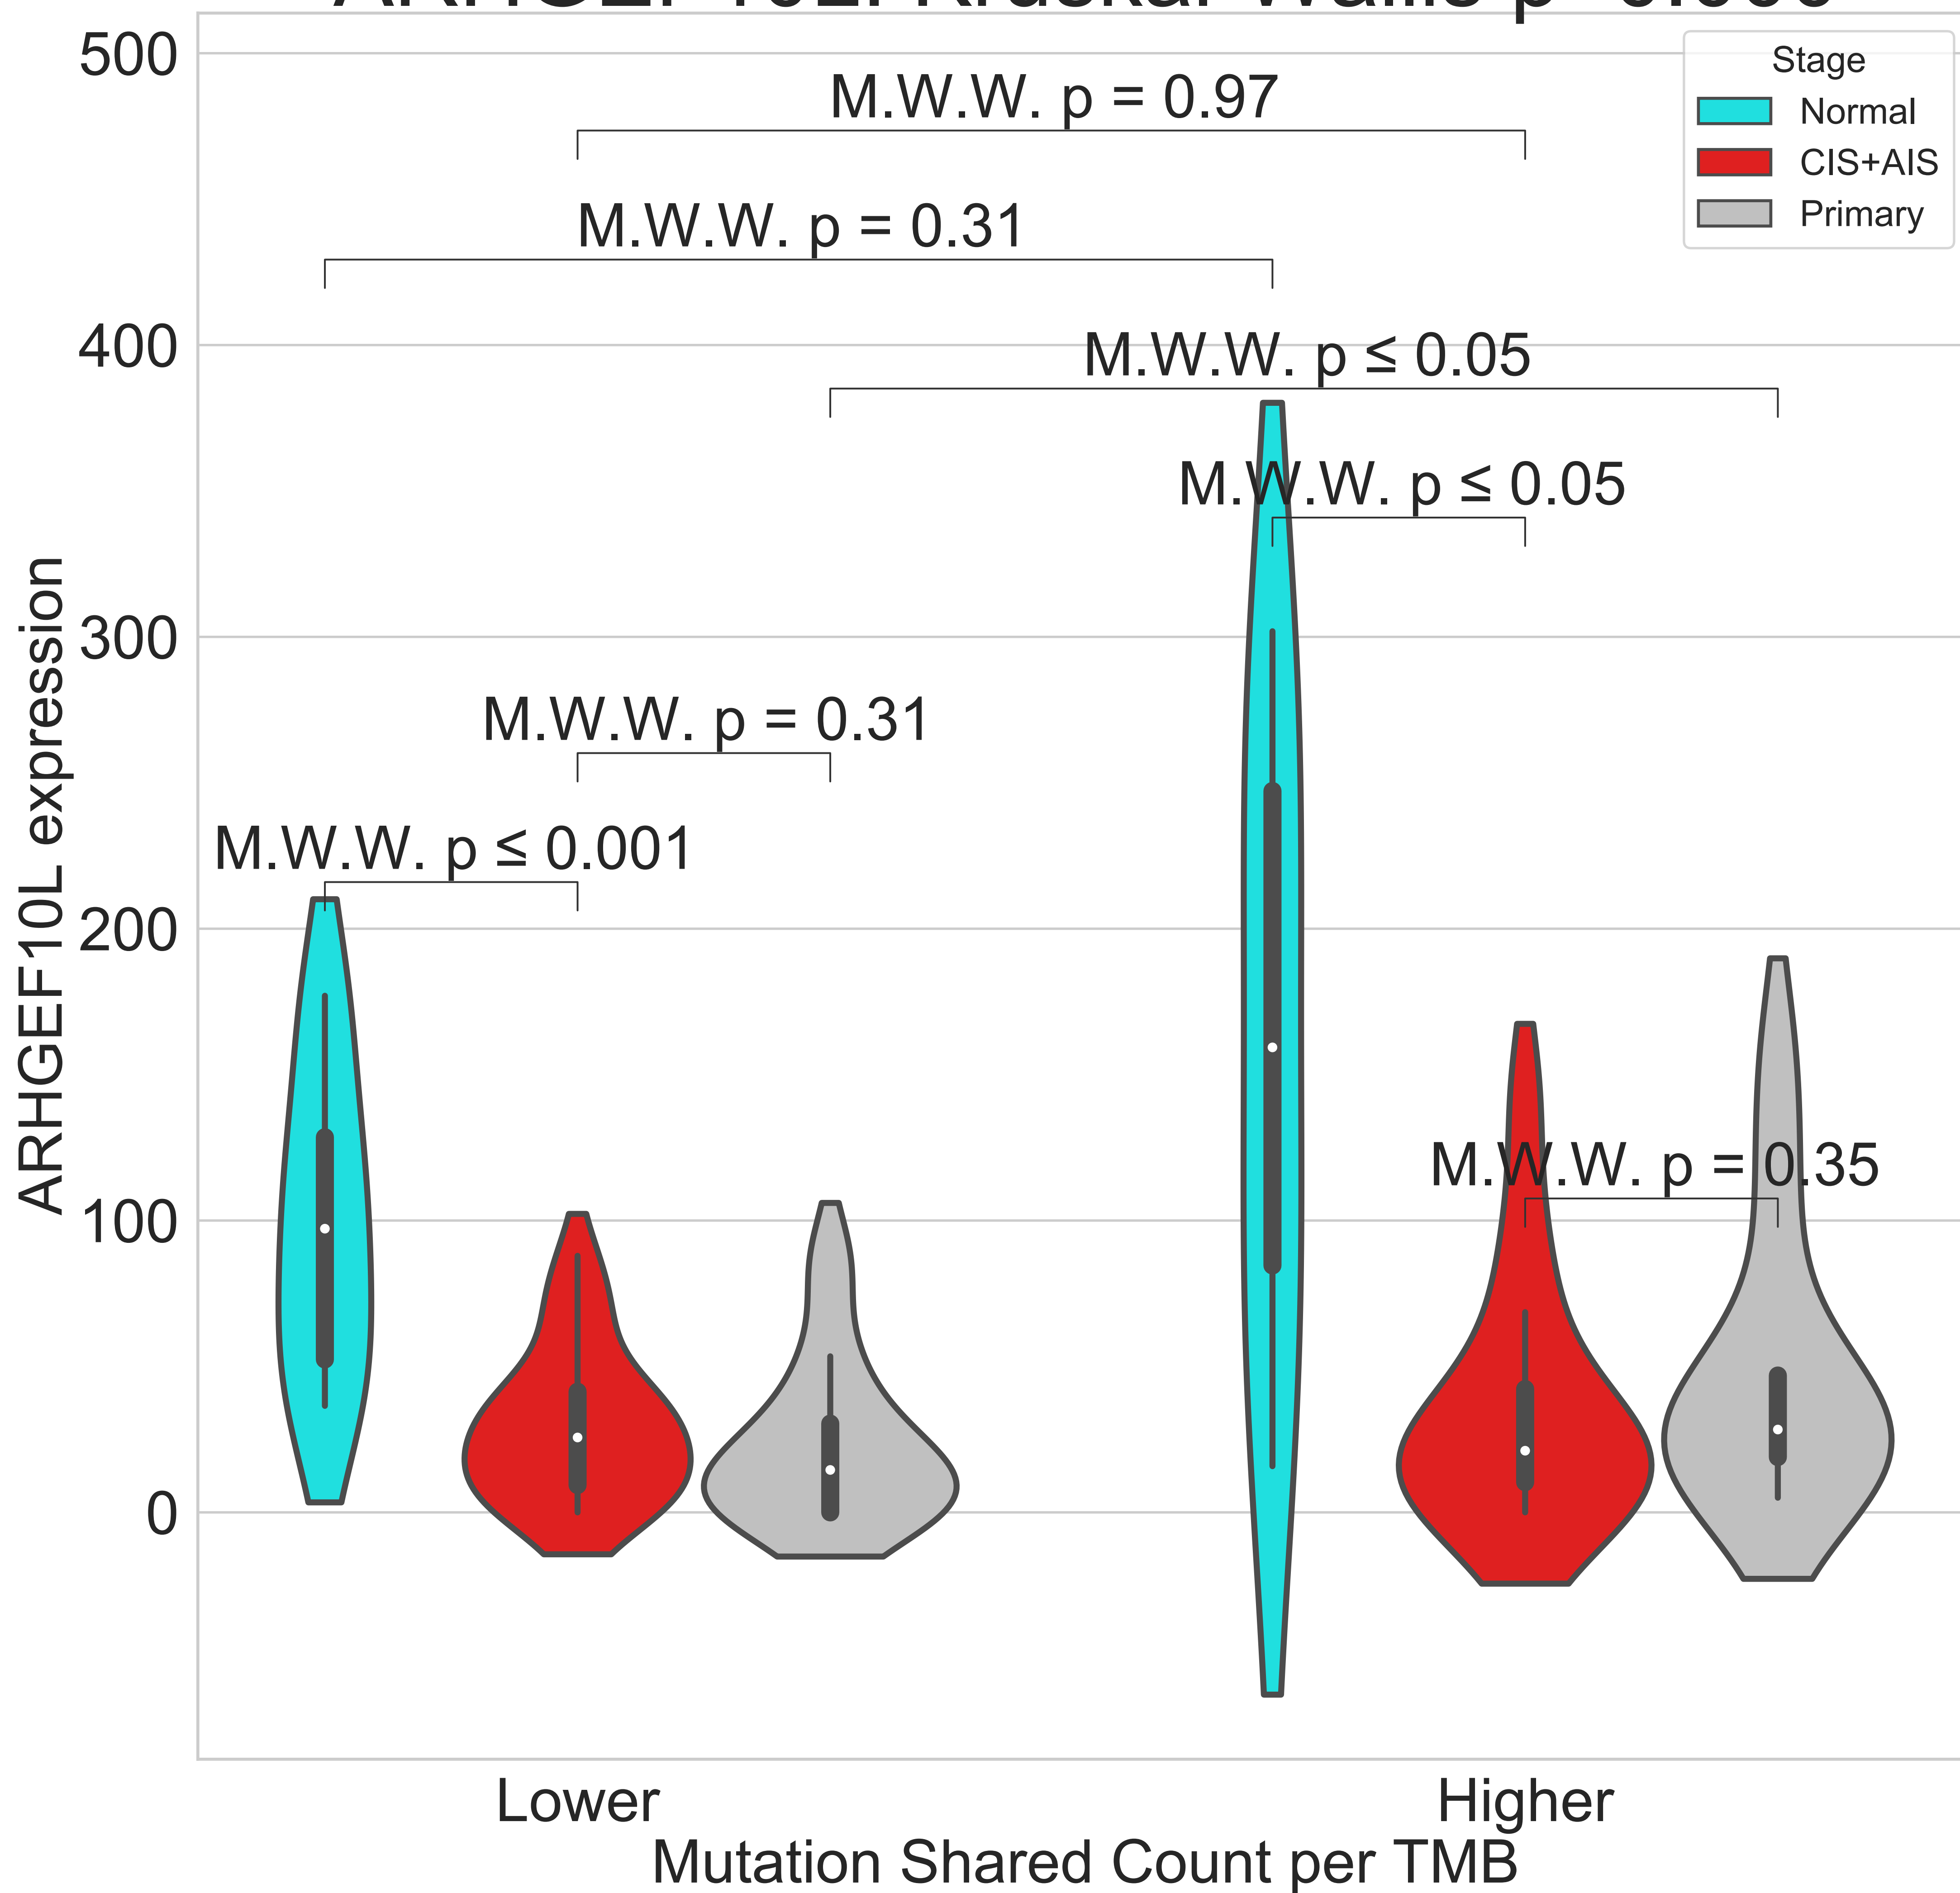 500
400
300
200
100
0
ARHGEF10L expression
Stage
Normal
CIS+AIS
Primary
M.W.W. p = 0.97
M.W.W. p = 0.31
M.W.W. p ≤ 0.05
M.W.W. p ≤ 0.05
M.W.W. p = 0.31
M.W.W. p ≤ 0.001
M.W.W. p = 0.35
Lower
Higher
Mutation Shared Count per TMB